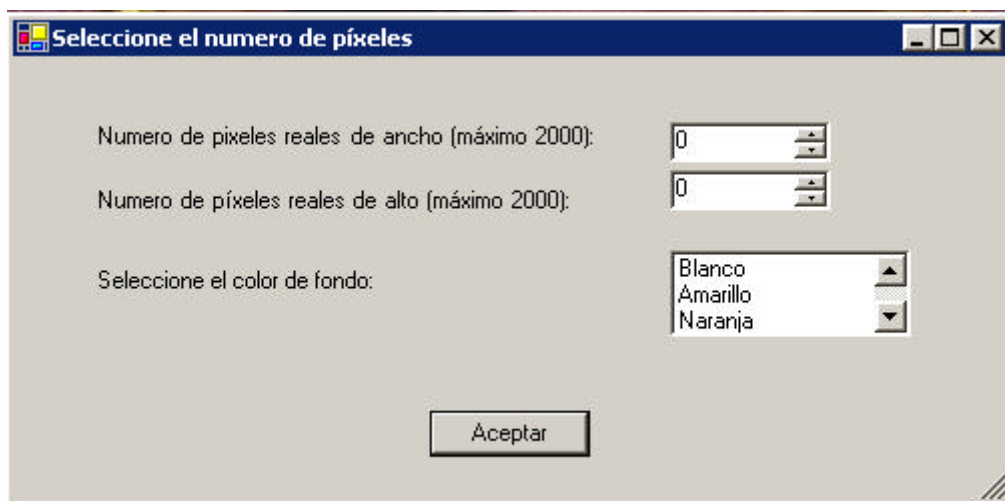 Seleccione el numero de píxeles
Numero de pixeles reales de ancho (máximo 2000):
0
Numero de píxeles reales de alto (máximo 2000):
0
Seleccione el color de fondo:
Blanco
Amarillo
Naranja
Aceptar